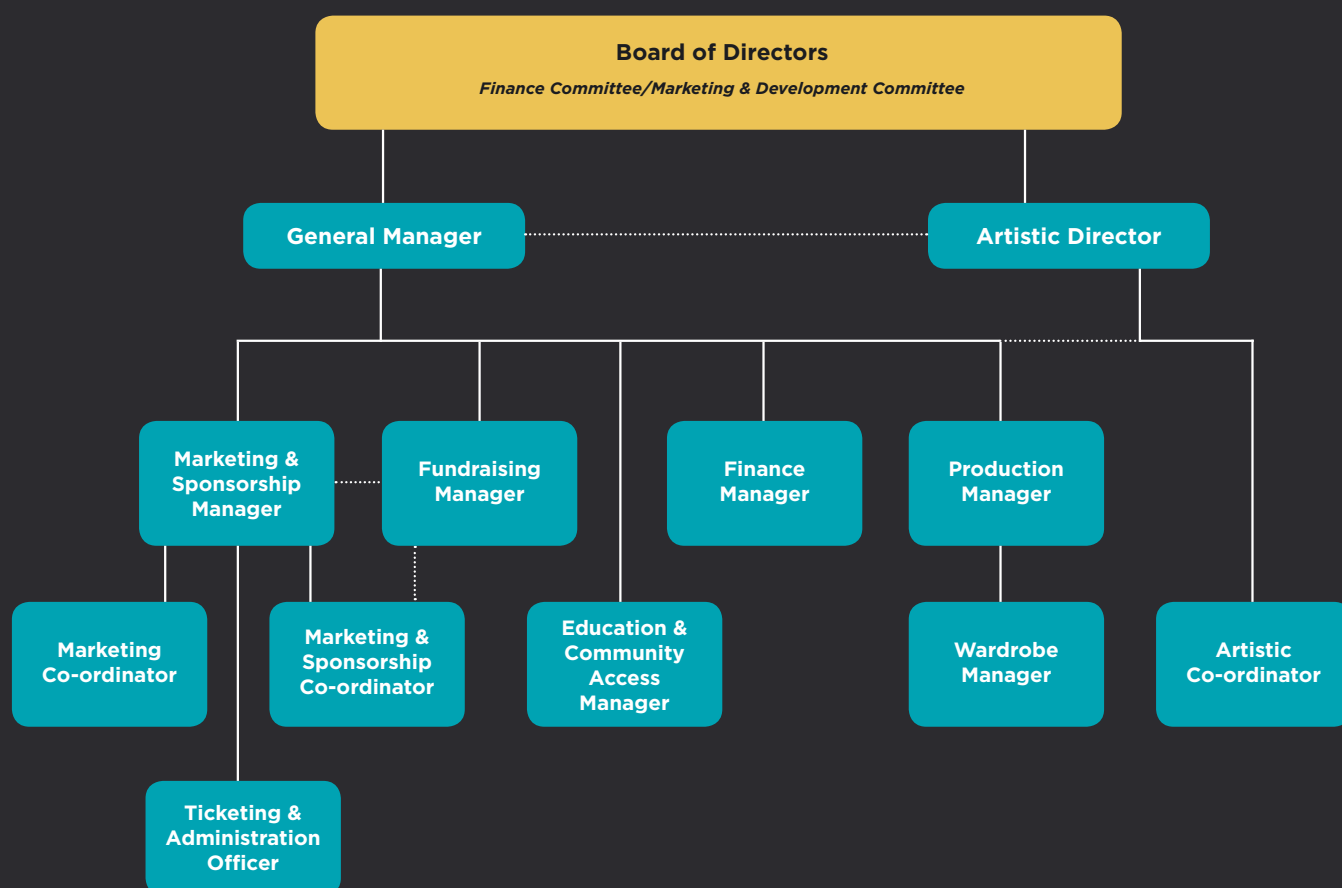 Board of Directors
Finance Committee/Marketing & Development Committee
General Manager
Artistic Director
Marketing &
Sponsorship
Manager
Fundraising
Manager
Finance
Manager
Production
Manager
Marketing
Co-ordinator
Marketing &
Sponsorship
Co-ordinator
Education &
Community
Access
Manager
Wardrobe
Manager
Artistic
Co-ordinator
Ticketing &
Administration
Officer